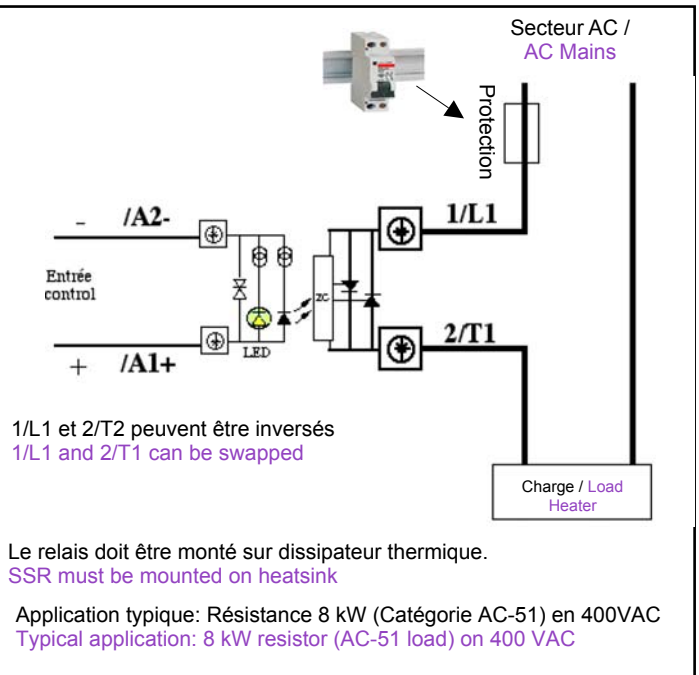 Secteur AC /
AC Mains
Protection
- /A2-
1/L1
Entrée
control
ZC
LED
+ /A1+
2/T1
1/L1 et 2/T2 peuvent être inversés
1/L1 and 2/T1 can be swapped
Charge / Load
Heater
Le relais doit être monté sur dissipateur thermique.
SSR must be mounted on heatsink
Application typique: Résistance 8 kW (Catégorie AC-51) en 400VAC
Typical application: 8 kW resistor (AC-51 load) on 400 VAC